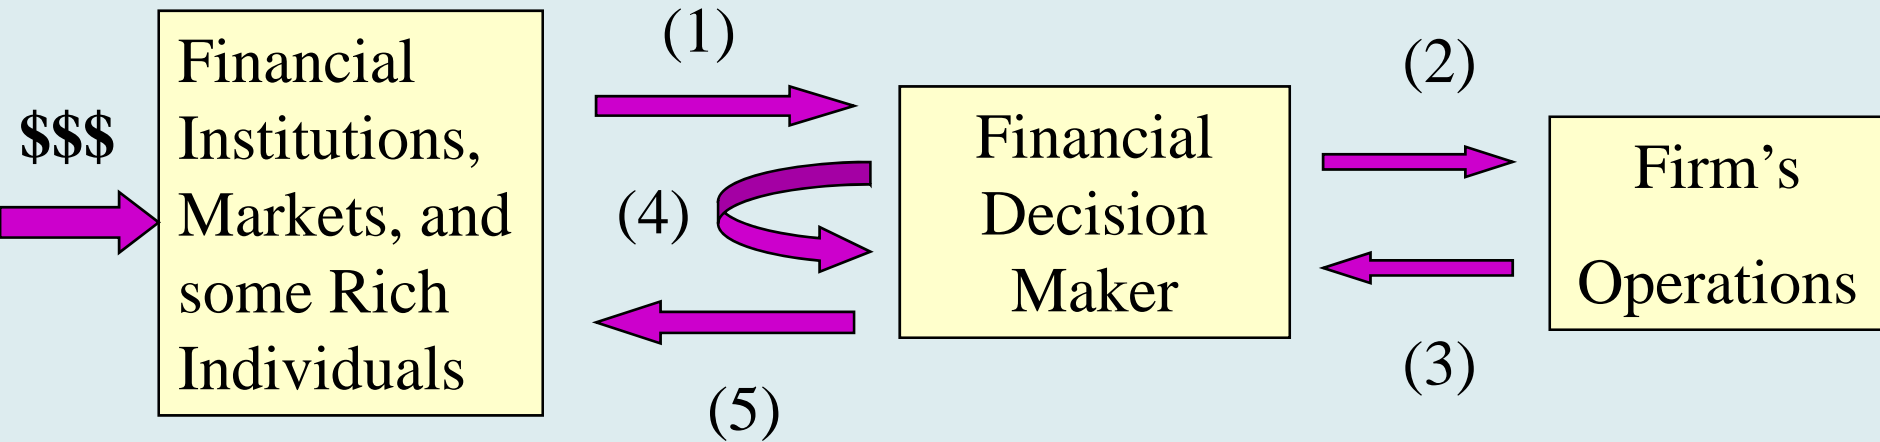 $$$
Financial
Institutions,
Markets, and
some Rich
Individuals
(1)
(4)
(5)
Financial
Decision
Maker
(2)
(3)
Firm’s
Operations